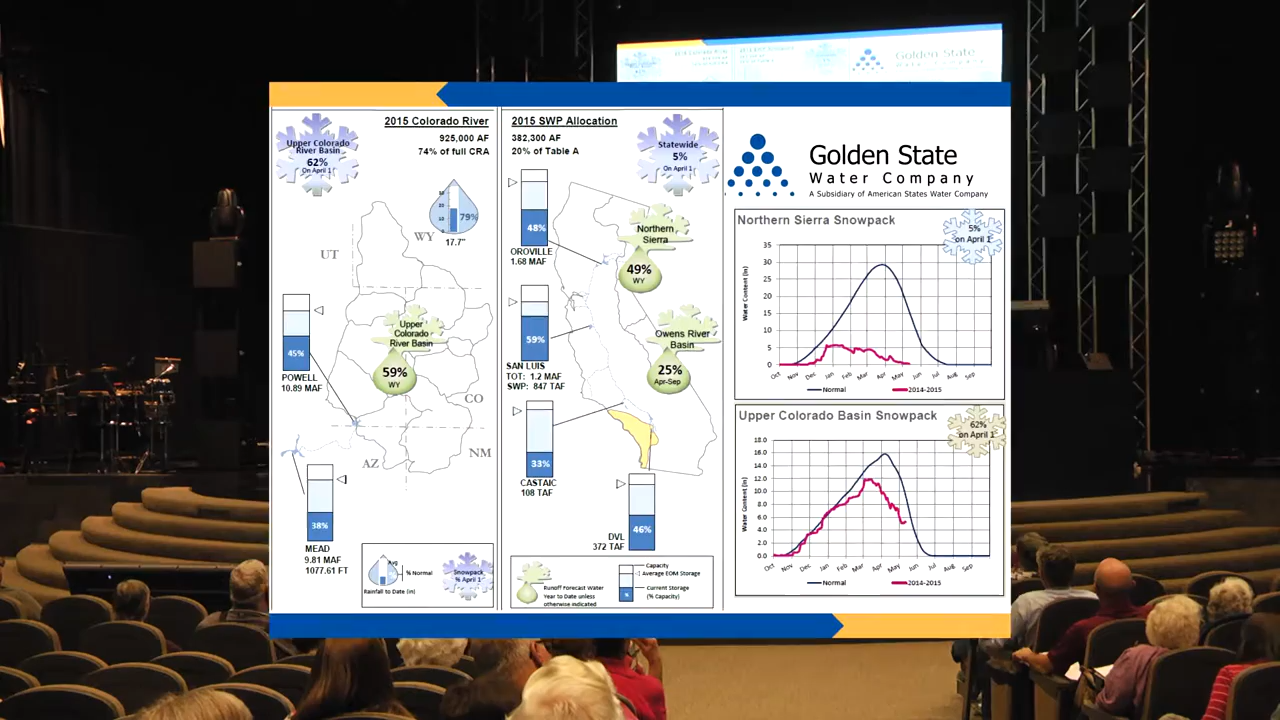 Golden State
2015 Colorado River
925,000 AF
74% of full CRA
Upper Colorado
River Basin
62%
On April 1
79%
17.7"
WY
UT
POWELL
10.89 MAF
45%
Upper
Colorado
River Basin
59%
WY
CO
NM
AZ
38%
MEAD
9.81 MAF
1077.61 FT
Avg
% Normal
Rainfall to Date (in)
Snowpack
% April 1
2015 SWP Allocation
382,300 AF
20% of Table A
Statewide
5%
On April 1
48%
OROVILLE
1.68 MAF
Northern
Sierra
49%
WY
59%
SAN LUIS
TOT: 1.2 MAF
SWP: 847 TAF
Owens River
Basin
25%
Apr-Sep
33%
CASTAIC
108 TAF
46%
DVL
372 TAF
Runoff Forecast Water
Year to Date unless
otherwise indicated
Capacity
Average EOM Storage
Current Storage
(% Capacity)
%
Golden State
Water Company
A Subsidiary of American States Water Company
Northern Sierra Snowpack
5%
on April 1
Water Content (in)
35
30
25
20
15
10
5
0
Oct Nov Dec Jan Feb Mar Apr May Jun Jul Aug Sep
Normal 2014-2015
Upper Colorado Basin Snowpack
62%
on April 1
Water Content (in)
18.0
16.0
14.0
12.0
10.0
8.0
6.0
4.0
2.0
0.0
Oct Nov Dec Jan Feb Mar Apr May Jun Jul Aug Sep
Normal 2014-2015